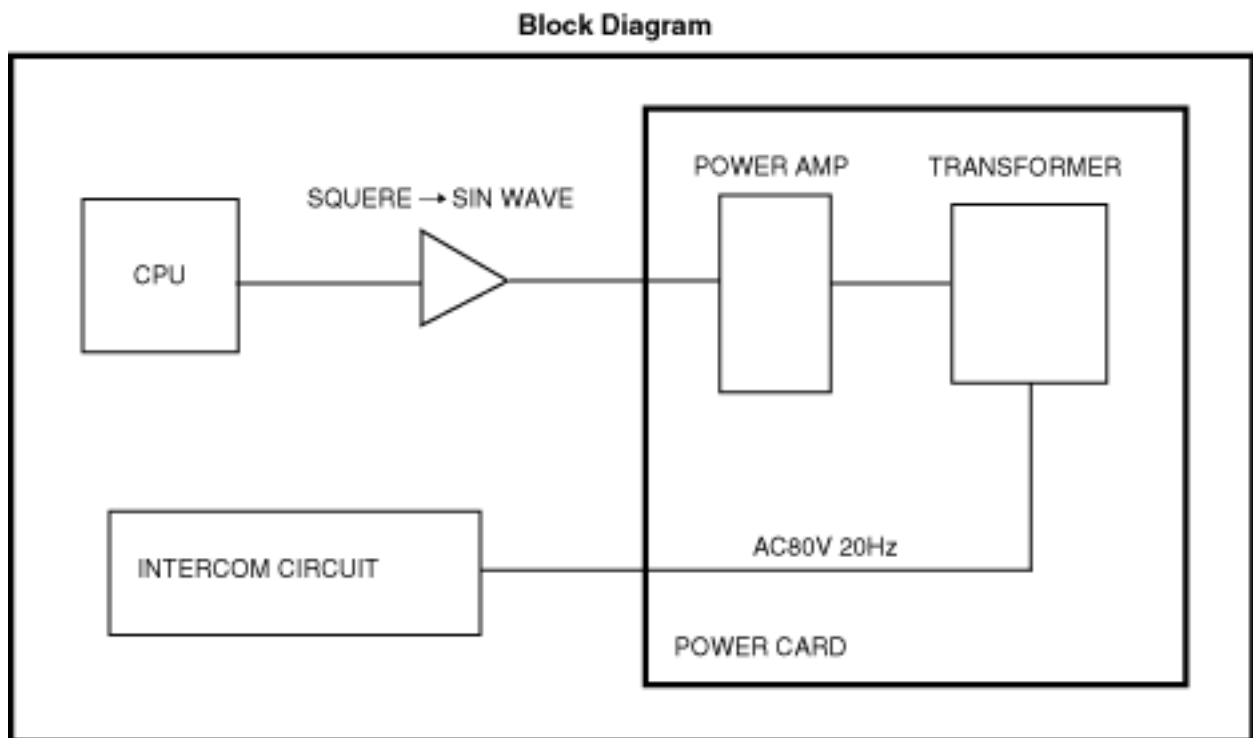 Block Diagram
POWER AMP
TRANSFORMER
SQUERE → SIN WAVE
CPU
AC80V 20Hz
INTERCOM CIRCUIT
POWER CARD